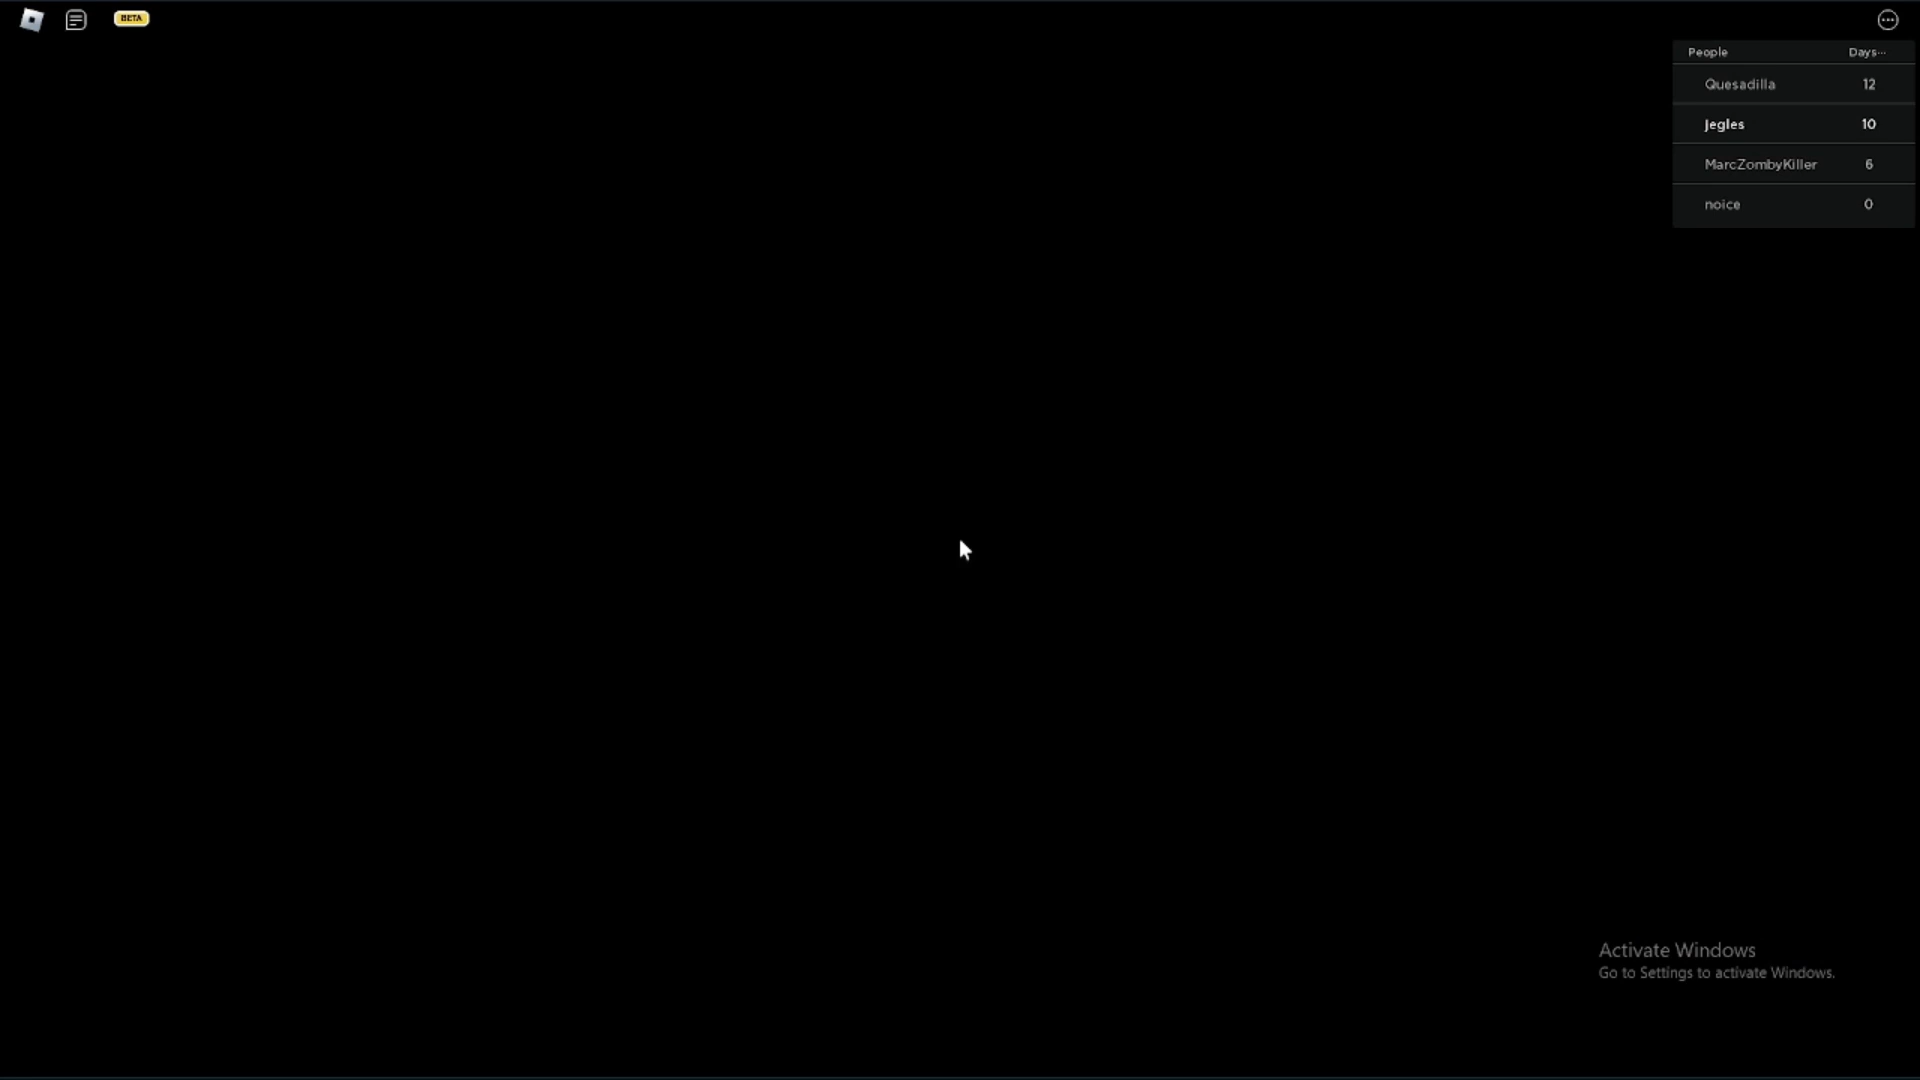 BETA
People Days...
Quesadilla 12
Jegles 10
MarcZombyKiller 6
noice 0
Activate Windows
Go to Settings to activate Windows.